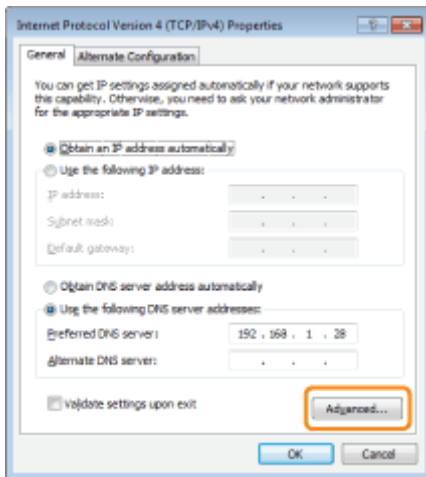 Internet Protocol Version 4 (TCP/IPv4) Properties
General Alternate Configuration
You can get IP settings assigned automatically if your network supports
this capability. Otherwise, you need to ask your network administrator
for the appropriate IP settings.
Obtain an IP address automatically
Use the following IP address:
IP address: . . .
Subnet mask: . . .
Default gateway: . . .
Obtain DNS server address automatically
Use the following DNS server addresses:
Preferred DNS server: 192 . 168 . 1 . 28
Alternate DNS server: . . .
Validate settings upon exit
Advanced...
OK Cancel